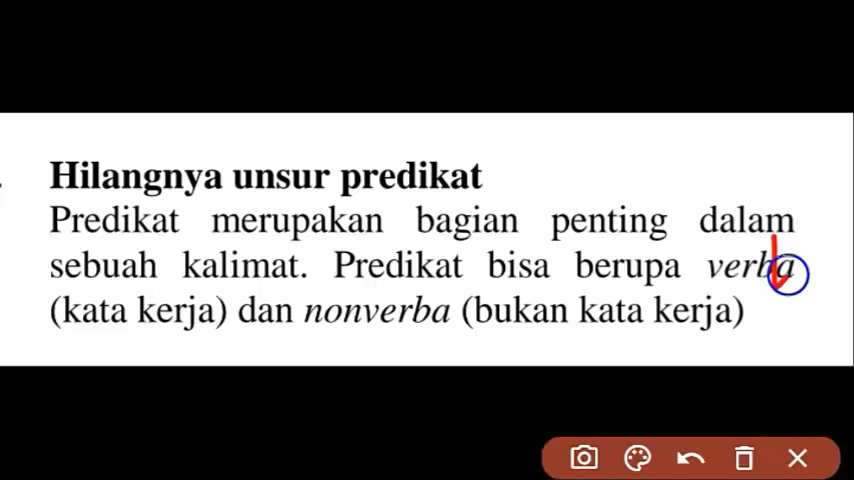 Hilangnya unsur predikat
Predikat merupakan bagian penting dalam
sebuah kalimat. Predikat bisa berupa verba
(kata kerja) dan nonverba (bukan kata kerja)